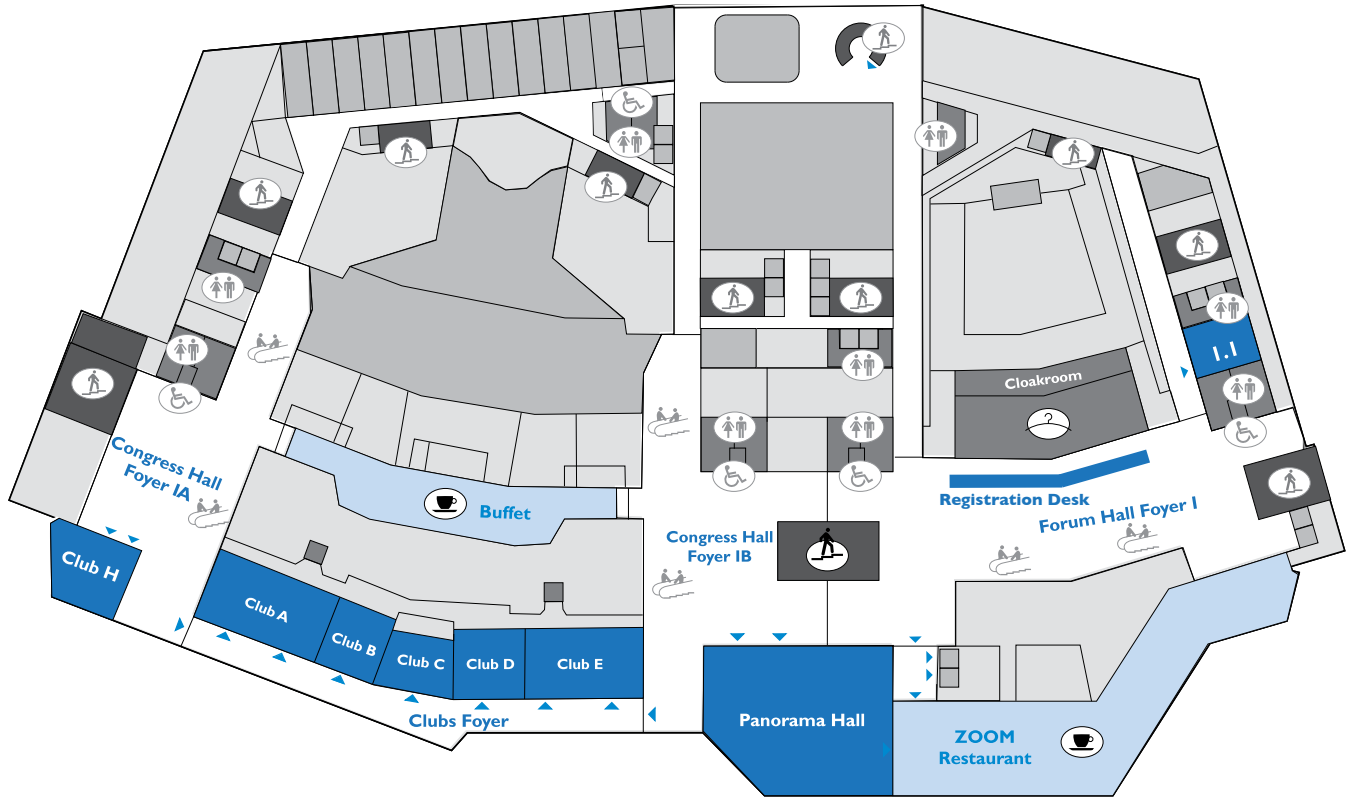 Cloakroom
1.1
Congress Hall
Foyer IA
Buffet
Registration Desk
Forum Hall Foyer I
Congress Hall
Foyer IB
Club H
Club A
Club B
Club C
Club D
Club E
Clubs Foyer
Panorama Hall
ZOOM
Restaurant